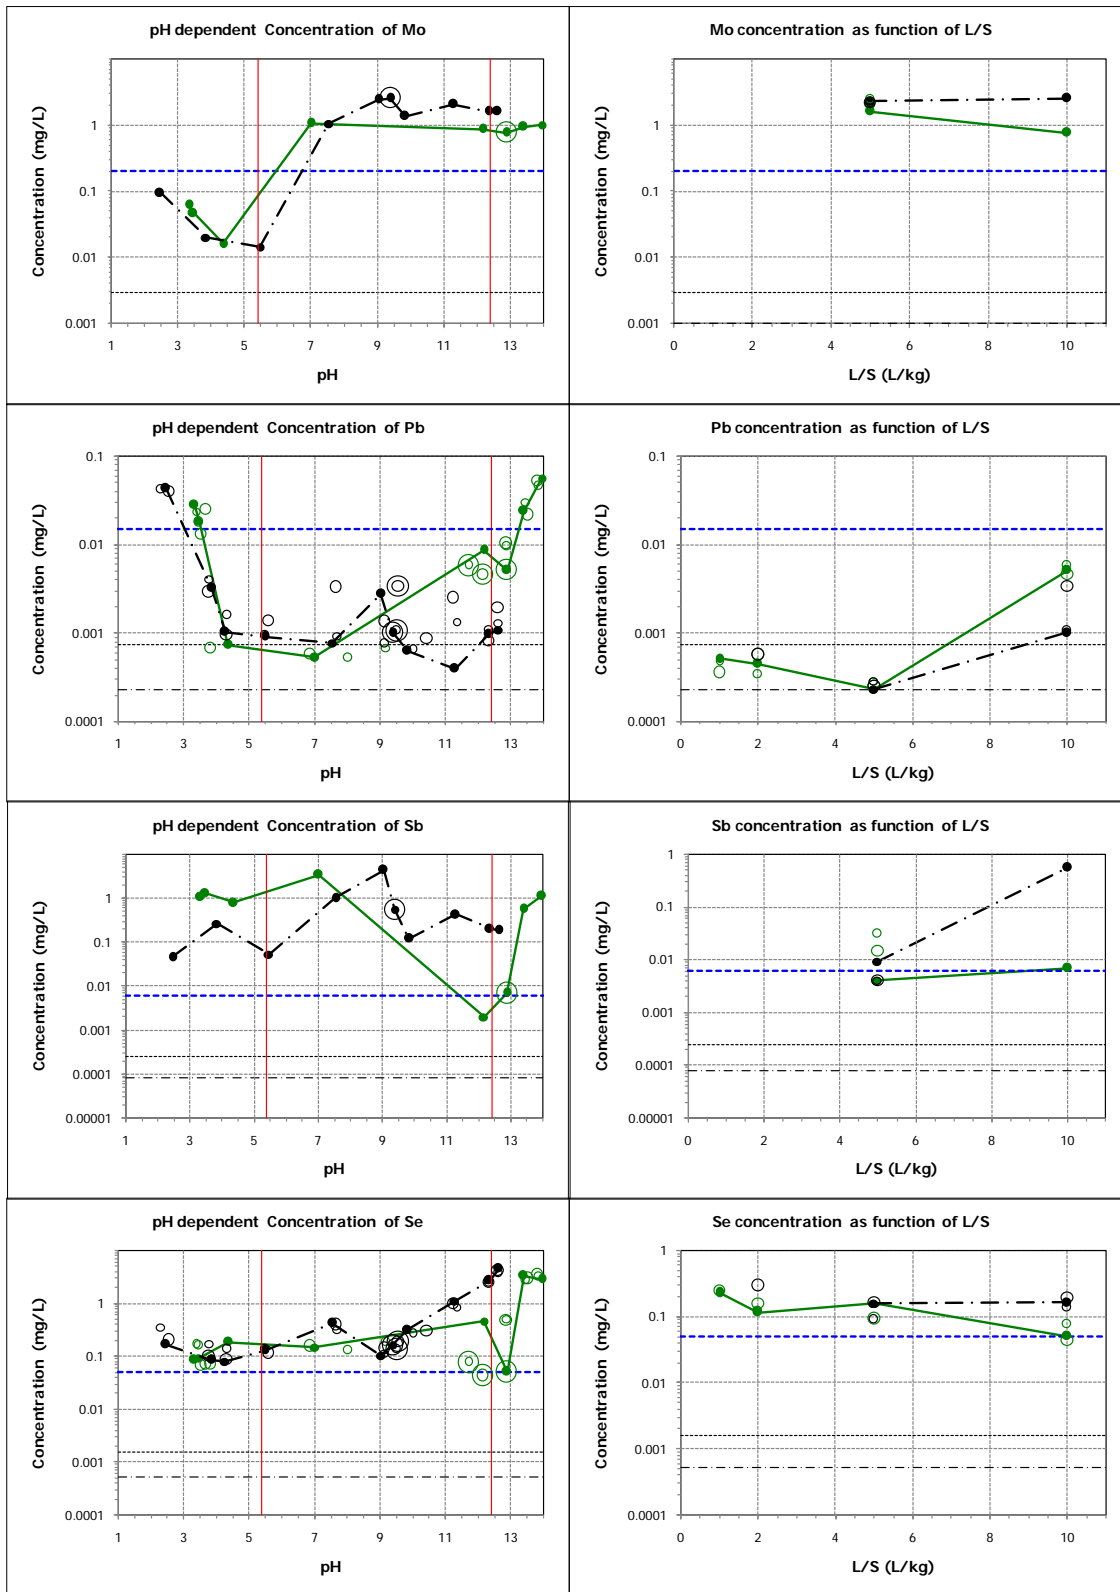 pH dependent Concentration of Mo
Concentration (mg/L)
1
0.1
0.01
0.001
1 3 5 7 9 11 13
pH
Mo concentration as function of L/S
Concentration (mg/L)
1
0.1
0.01
0.001
0 2 4 6 8 10
L/S (L/kg)
pH dependent Concentration of Pb
Concentration (mg/L)
0.1
0.01
0.001
0.0001
1 3 5 7 9 11 13
pH
Pb concentration as function of L/S
Concentration (mg/L)
0.1
0.01
0.001
0.0001
0 2 4 6 8 10
L/S (L/kg)
pH dependent Concentration of Sb
Concentration (mg/L)
1
0.1
0.01
0.001
0.0001
0.00001
1 3 5 7 9 11 13
pH
Sb concentration as function of L/S
Concentration (mg/L)
1
0.1
0.01
0.001
0.0001
0.00001
0 2 4 6 8 10
L/S (L/kg)
pH dependent Concentration of Se
Concentration (mg/L)
1
0.1
0.01
0.001
0.0001
1 3 5 7 9 11 13
pH
Se concentration as function of L/S
Concentration (mg/L)
1
0.1
0.01
0.001
0.0001
0 2 4 6 8 10
L/S (L/kg)